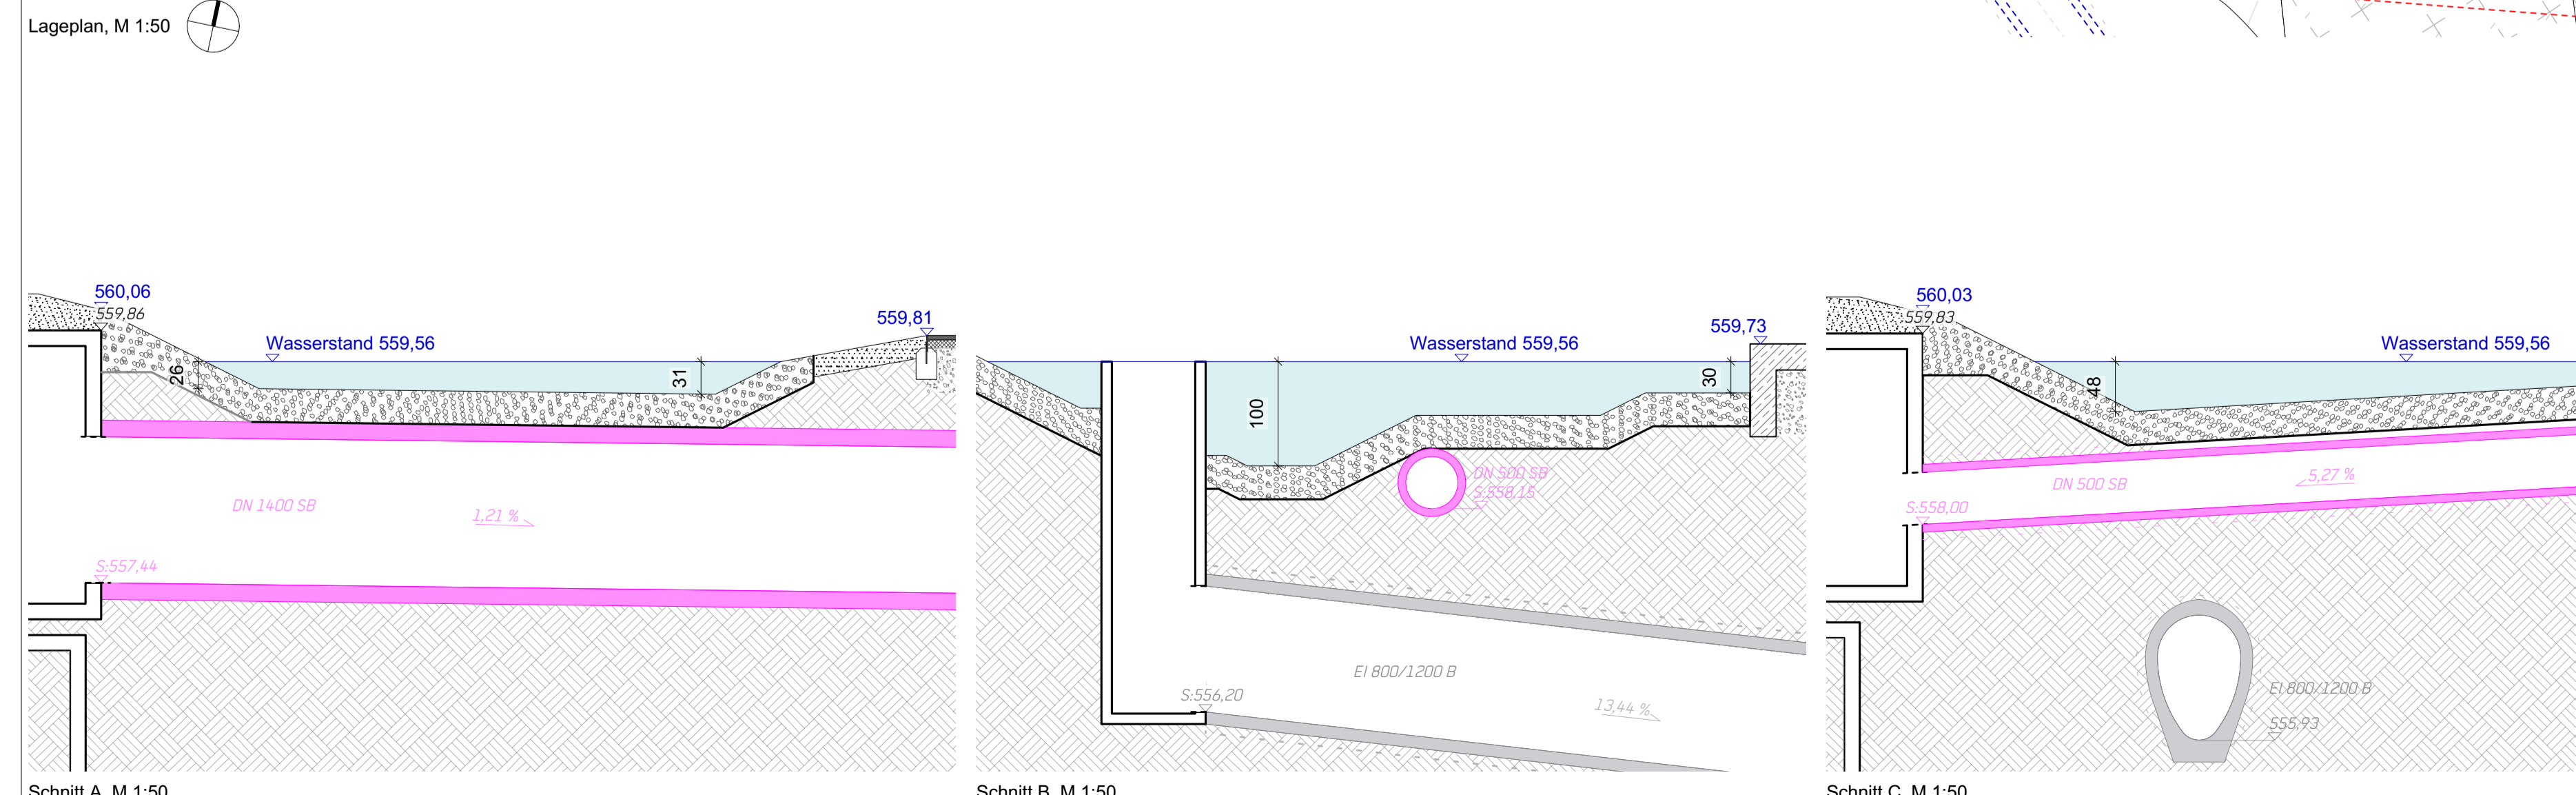 Lageplan, M 1:50
560,06
559,86
26
Wasserstand 559,56
31
559,81
DN 1400 SB
1,21 %
S:557,44
Schnitt A, M 1:50
100
Wasserstand 559,56
559,73
30
DN 500 SB
S:558,15
EI 800/1200 B
S:556,20
13,44 %
Schnitt B, M 1:50
560,03
559,83
Wasserstand 559,56
48
5,27 %
DN 500 SB
S:558,00
EI 800/1200 B
555,93
Schnitt C, M 1:50